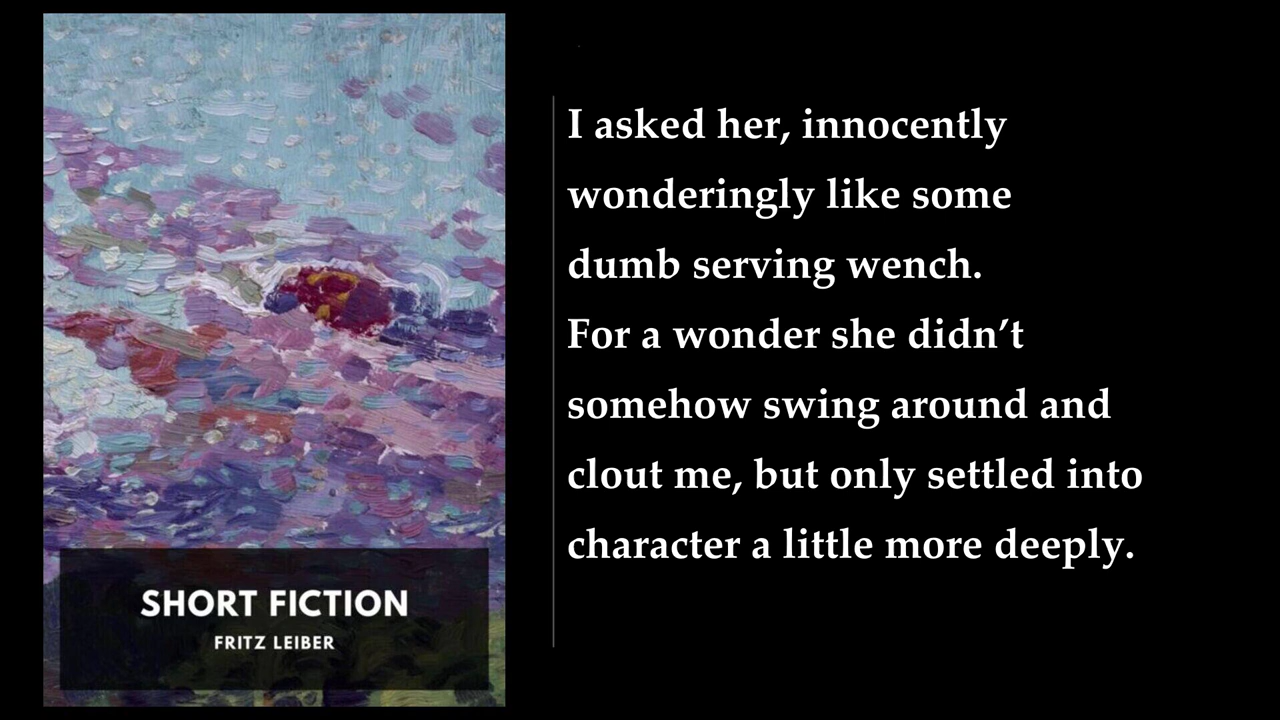 SHORT FICTION
FRITZ LEIBER
I asked her, innocently
wonderingly like some
dumb serving wench.
For a wonder she didn’t
somehow swing around and
clout me, but only settled into
character a little more deeply.